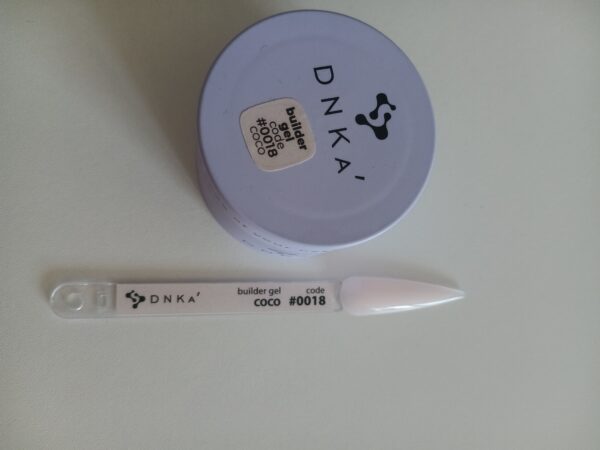 DNKa'
builder
gel
code
#0018
coco
DNKa'
builder gel code
coco #0018